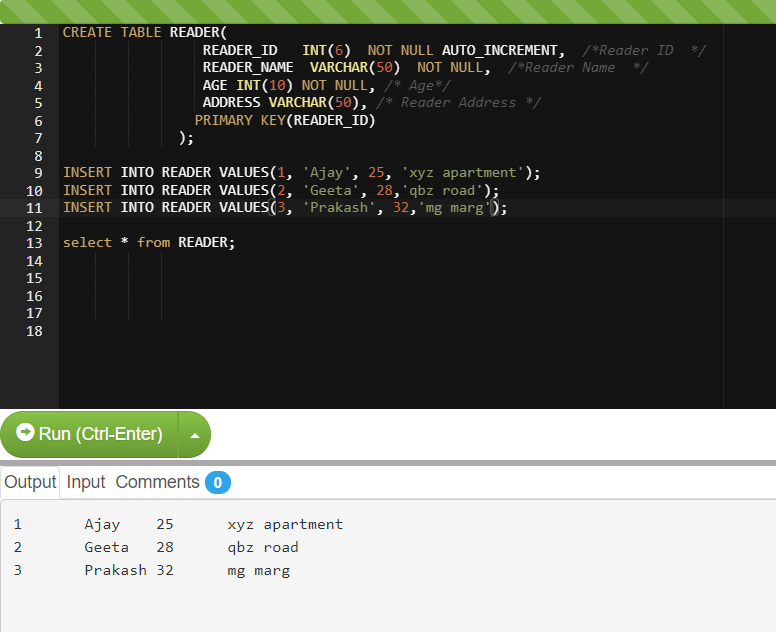 1 CREATE TABLE READER(
2 READER_ID INT(6) NOT NULL AUTO_INCREMENT, /*Reader ID */
3 READER_NAME VARCHAR(50) NOT NULL, /*Reader Name */
4 AGE INT(10) NOT NULL, /* Age*/
5 ADDRESS VARCHAR(50), /* Reader Address */
6 PRIMARY KEY(READER_ID)
7 );
8
9 INSERT INTO READER VALUES(1, 'Ajay', 25, 'xyz apartment');
10 INSERT INTO READER VALUES(2, 'Geeta', 28,'qbz road');
11 INSERT INTO READER VALUES(3, 'Prakash', 32,'mg marg');
12
13 select * from READER;
14
15
16
17
18
Run (Ctrl-Enter)
Output Input Comments 0
1 Ajay 25 xyz apartment
2 Geeta 28 qbz road
3 Prakash 32 mg marg